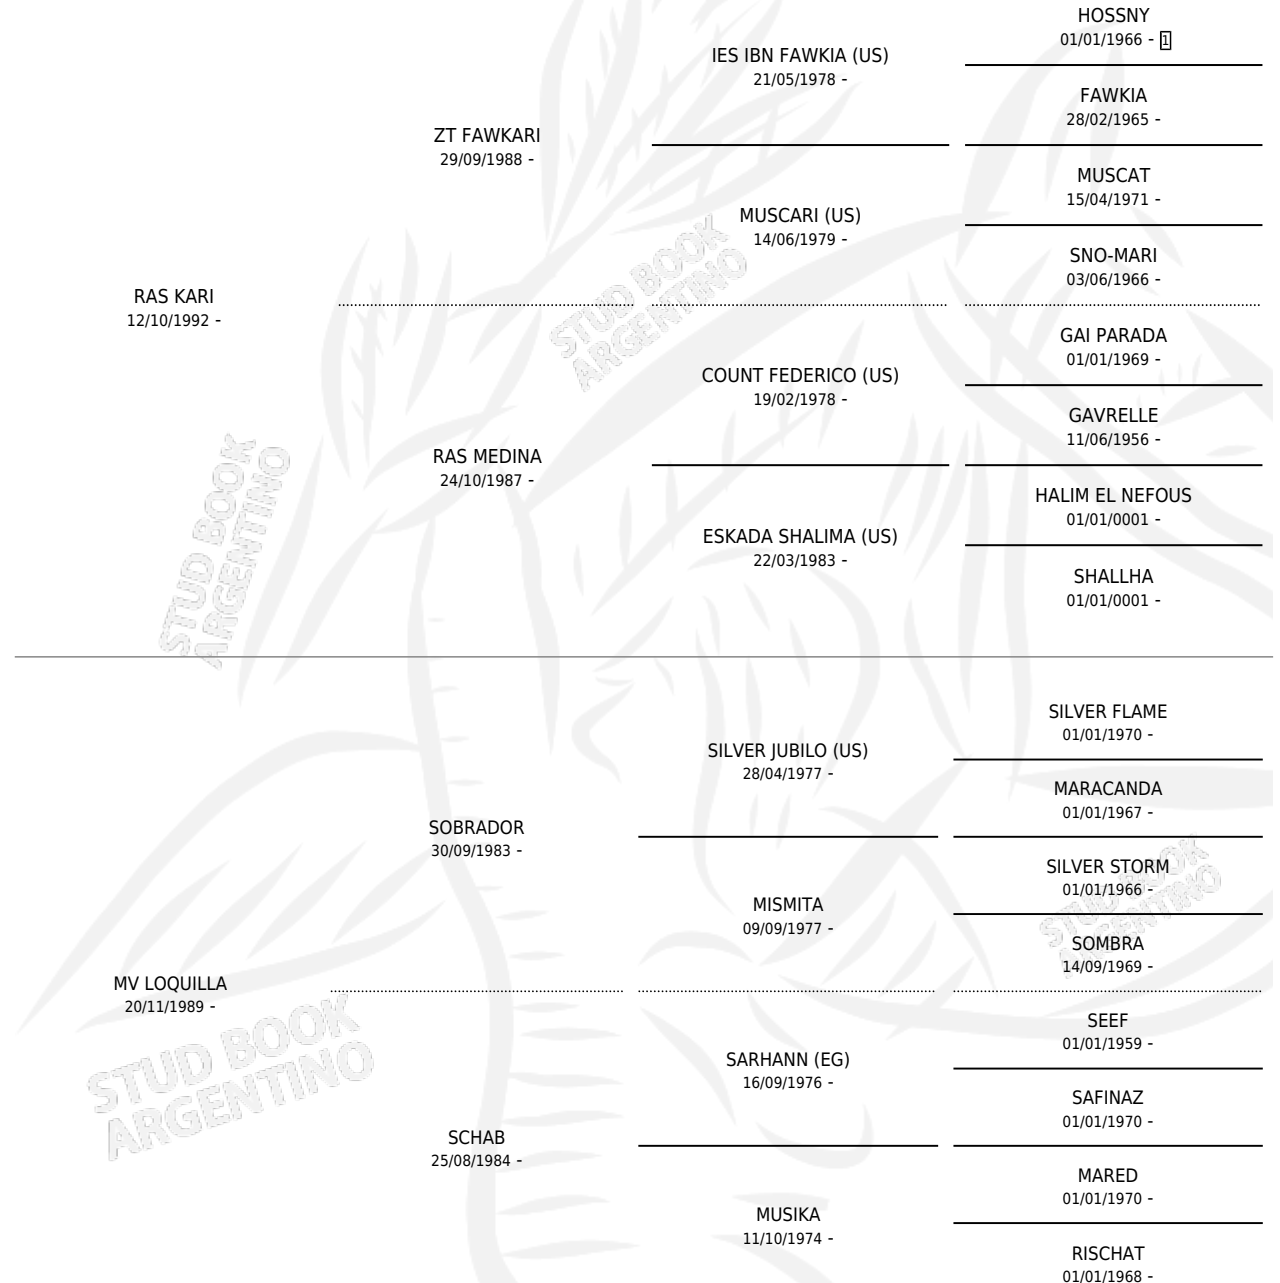 HOSSNY
01/01/1966 - 1
IES IBN FAWKIA (US)
21/05/1978 -
FAWKIA
28/02/1965 -
ZT FAWKARI
29/09/1988 -
MUSCAT
15/04/1971 -
MUSCARI (US)
14/06/1979 -
SNO-MARI
03/06/1966 -
RAS KARI
12/10/1992 -
GAI PARADA
01/01/1969 -
COUNT FEDERICO (US)
19/02/1978 -
GAVRELLE
11/06/1956 -
RAS MEDINA
24/10/1987 -
HALIM EL NEFOUS
01/01/0001 -
ESKADA SHALIMA (US)
22/03/1983 -
SHALLHA
01/01/0001 -
SILVER FLAME
01/01/1970 -
SILVER JUBILO (US)
28/04/1977 -
MARACANDA
01/01/1967 -
SOBRADOR
30/09/1983 -
SILVER STORM
01/01/1966 -
MISMITA
09/09/1977 -
SOMBRA
14/09/1969 -
MV LOQUILLA
20/11/1989 -
SEEF
01/01/1959 -
SARHANN (EG)
16/09/1976 -
SAFINAZ
01/01/1970 -
SCHAB
25/08/1984 -
MARED
01/01/1970 -
MUSIKA
11/10/1974 -
RISCHAT
01/01/1968 -
STUD BOOK
ARGENTINO
STUD BOOK
ARGENTINO
STUD BOOK
ARGENTINO
STUD BOOK
ARGENTINO